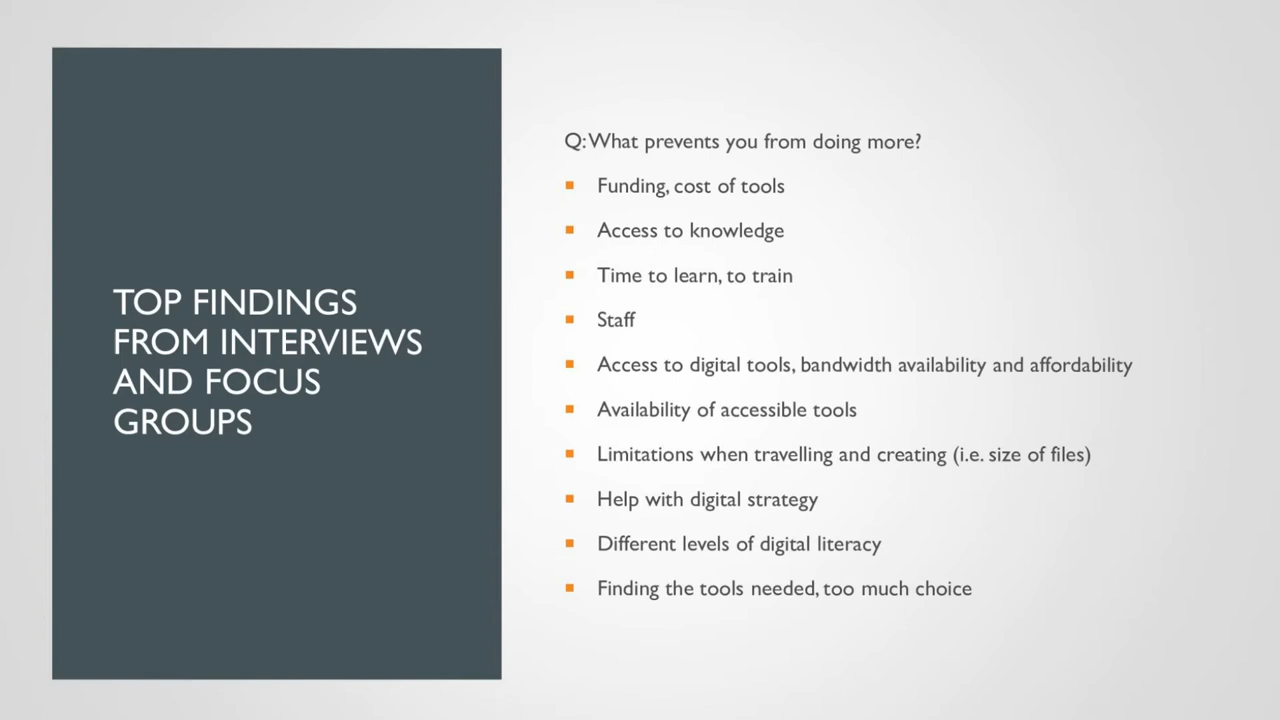 TOP FINDINGS
FROM INTERVIEWS
AND FOCUS
GROUPS
Q: What prevents you from doing more?
Funding, cost of tools
Access to knowledge
Time to learn, to train
Staff
Access to digital tools, bandwidth availability and affordability
Availability of accessible tools
Limitations when travelling and creating (i.e. size of files)
Help with digital strategy
Different levels of digital literacy
Finding the tools needed, too much choice